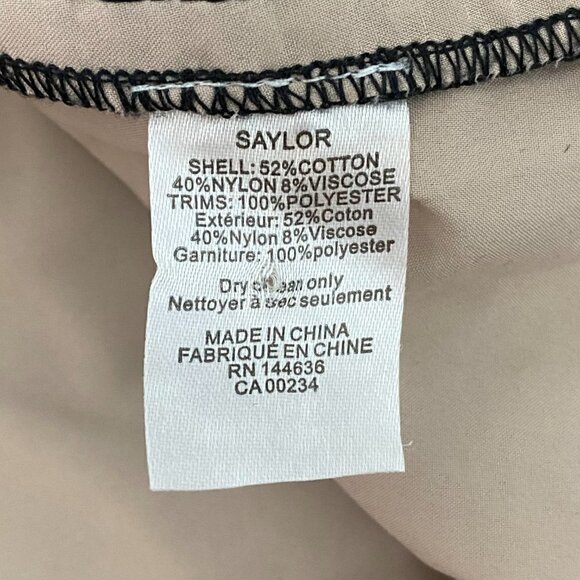 SAYLOR
SHELL: 52%COTTON
40%NYLON 8%VISCOSE
TRIMS: 100%POLYESTER
Extérieur: 52%Coton
40%Nylon 8%Viscose
Garniture: 100%polyester
Dry clean only
Nettoyer à sec seulement
MADE IN CHINA
FABRIQUÉ EN CHINE
RN 144636
CA 00234